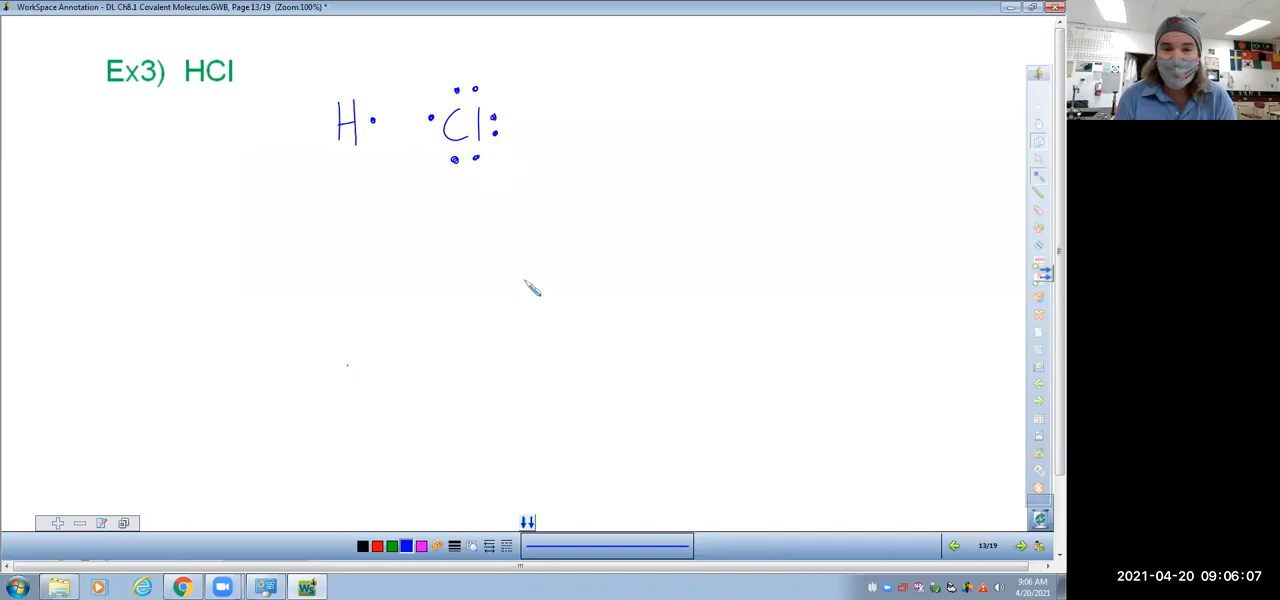 WorkSpace Annotation - DL Ch8.1 Covalent Molecules.GWB, Page 13/19 (Zoom 100%) *
Ex3) HCl
H Cl
13/19
9:06 AM
4/20/2021
2021-04-20 09:06:07